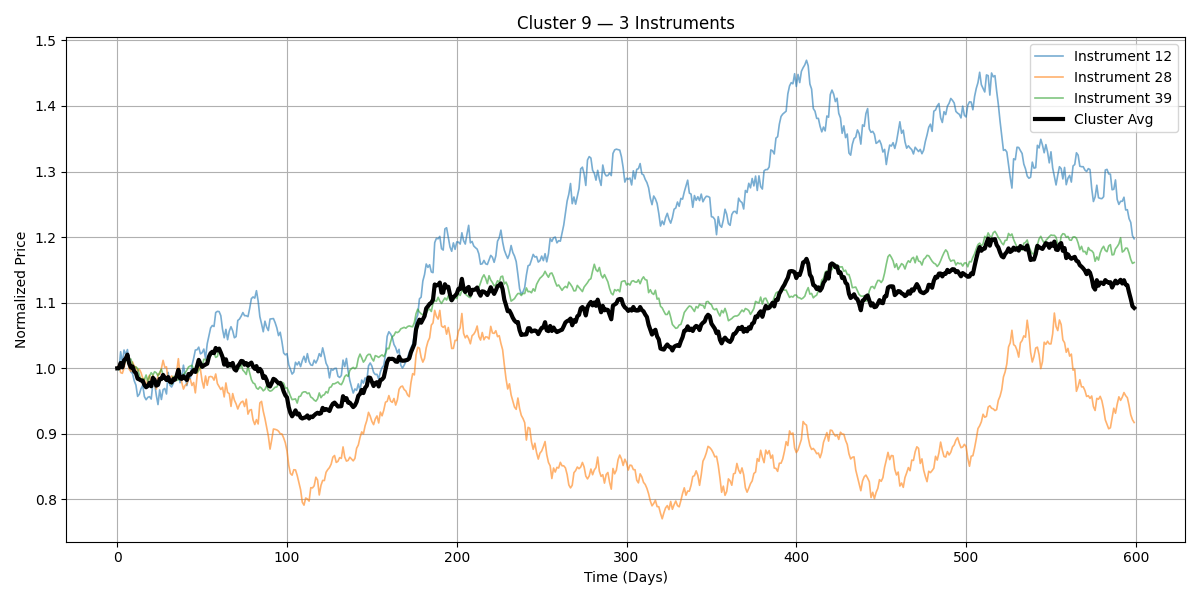 Cluster 9 — 3 Instruments
Normalized Price
1.5
1.4
1.3
1.2
1.1
1.0
0.9
0.8
Instrument 12
Instrument 28
Instrument 39
Cluster Avg
0 100 200 300 400 500 600
Time (Days)